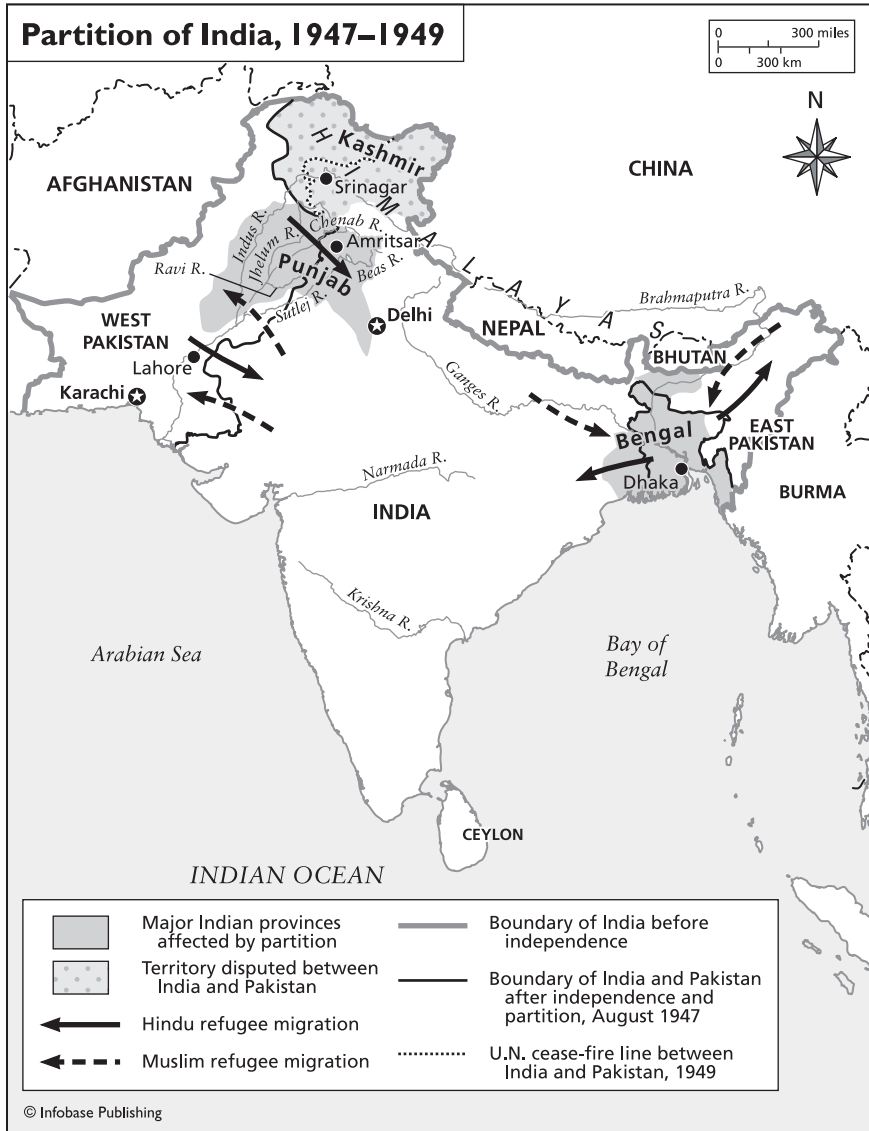 Partition of India, 1947–1949
0 300 miles
0 300 km
N
AFGHANISTAN
CHINA
HIMALAYAS
Kashmir
Srinagar
Indus R.
Jhelum R.
Chenab R.
Amritsar
Ravi R.
Punjab
Beas R.
Sutlej R.
Delhi
WEST
PAKISTAN
Lahore
Karachi
NEPAL
Brahmaputra R.
BHUTAN
Ganges R.
Bengal
EAST
PAKISTAN
Dhaka
BURMA
Narmada R.
INDIA
Krishna R.
Arabian Sea
Bay of
Bengal
CEYLON
INDIAN OCEAN
Major Indian provinces
affected by partition
Territory disputed between
India and Pakistan
Hindu refugee migration
Muslim refugee migration
Boundary of India before
independence
Boundary of India and Pakistan
after independence and
partition, August 1947
U.N. cease-fire line between
India and Pakistan, 1949
© Infobase Publishing